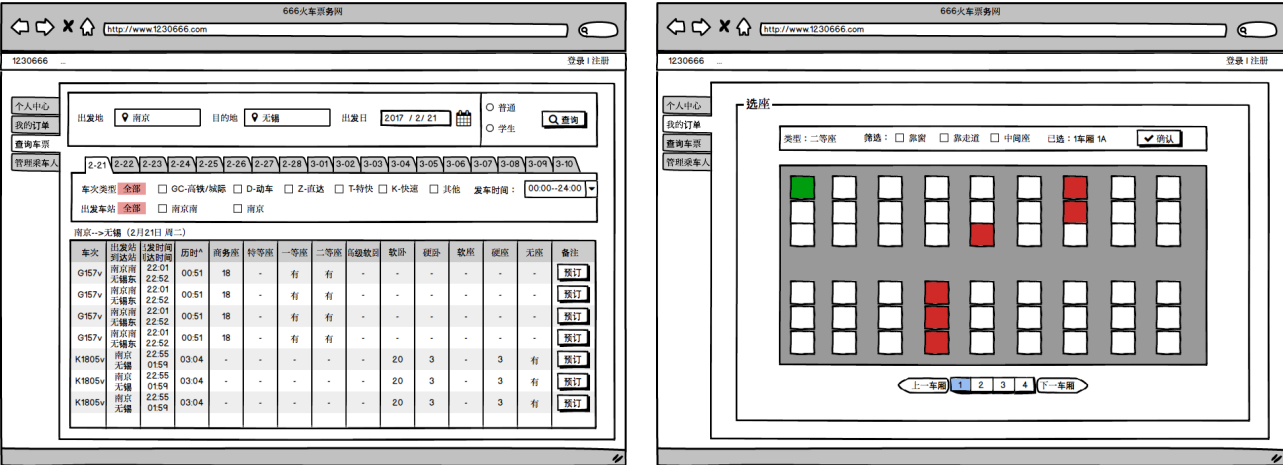 666火车票务网
http://www.1230666.com
1230666 ...
登录 | 注册
个人中心
我的订单
查询车票
管理乘车人
出发地 南京 目的地 无锡 出发日 2017 / 2/ 21
普通
学生
查询
2-21 2-22 2-23 2-24 2-25 2-26 2-27 2-28 3-01 3-02 3-03 3-04 3-05 3-06 3-07 3-08 3-09 3-10
车次类型 全部 GC-高铁/城际 D-动车 Z-直达 T-特快 K-快速 其他 发车时间： 00:00--24:00
出发车站 全部 南京南 南京
南京-->无锡（2月21日 周二）
车次 出发站 出发时间 历时^ 商务座 特等座 一等座 二等座 高级软卧 软卧 硬卧 软座 硬座 无座 备注
到达站 到达时间
G157v 南京南 22:01 00:51 18 - 有 有 - - - - - - 预订
无锡东 22:52
G157v 南京南 22:01 00:51 18 - 有 有 - - - - - - 预订
无锡东 22:52
G157v 南京南 22:01 00:51 18 - 有 有 - - - - - - 预订
无锡东 22:52
G157v 南京南 22:01 00:51 18 - 有 有 - - - - - - 预订
无锡东 22:52
K1805v 南京 22:55 03:04 - - - - - 20 3 - 3 有 预订
无锡 01:59
K1805v 南京 22:55 03:04 - - - - - 20 3 - 3 有 预订
无锡 01:59
K1805v 南京 22:55 03:04 - - - - - 20 3 - 3 有 预订
无锡 01:59
666火车票务网
http://www.1230666.com
1230666 ...
登录 | 注册
个人中心
我的订单
查询车票
管理乘车人
选座
类型：二等座 筛选： 靠窗 靠走道 中间座 已选：1车厢 1A 确认
上一车厢 1 2 3 4 下一车厢